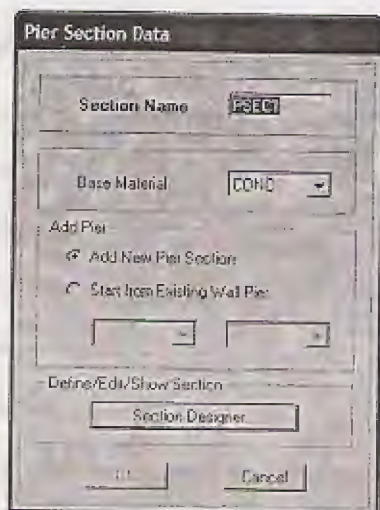 Pier Section Data
Section Name PSEC1
Base Material CONC
Add Pier
Add New Pier Section
Start from Existing Wall Pier
Define/Edit/Show Section
Section Designer...
Cancel